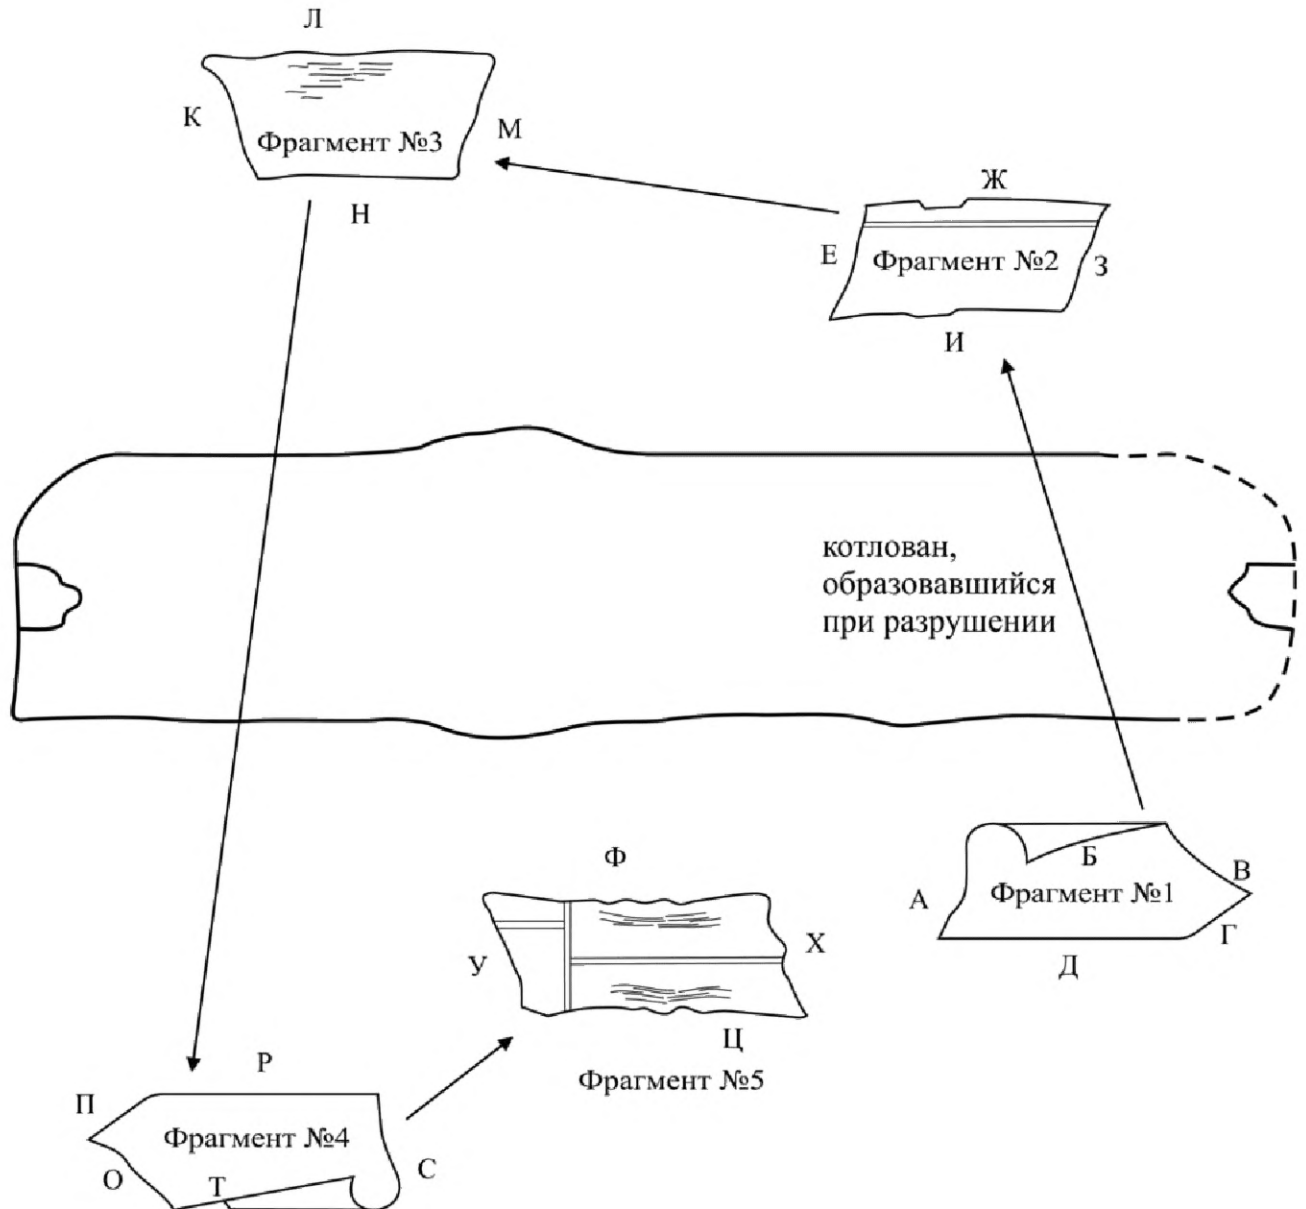 Л
К
Фрагмент №3
М
Н
Ж
Е
Фрагмент №2
З
И
котлован,
образовавшийся
при разрушении
Б
А
Фрагмент №1
В
Г
Д
Ф
У
Х
Ц
Фрагмент №5
Р
П
Фрагмент №4
О
Т
С